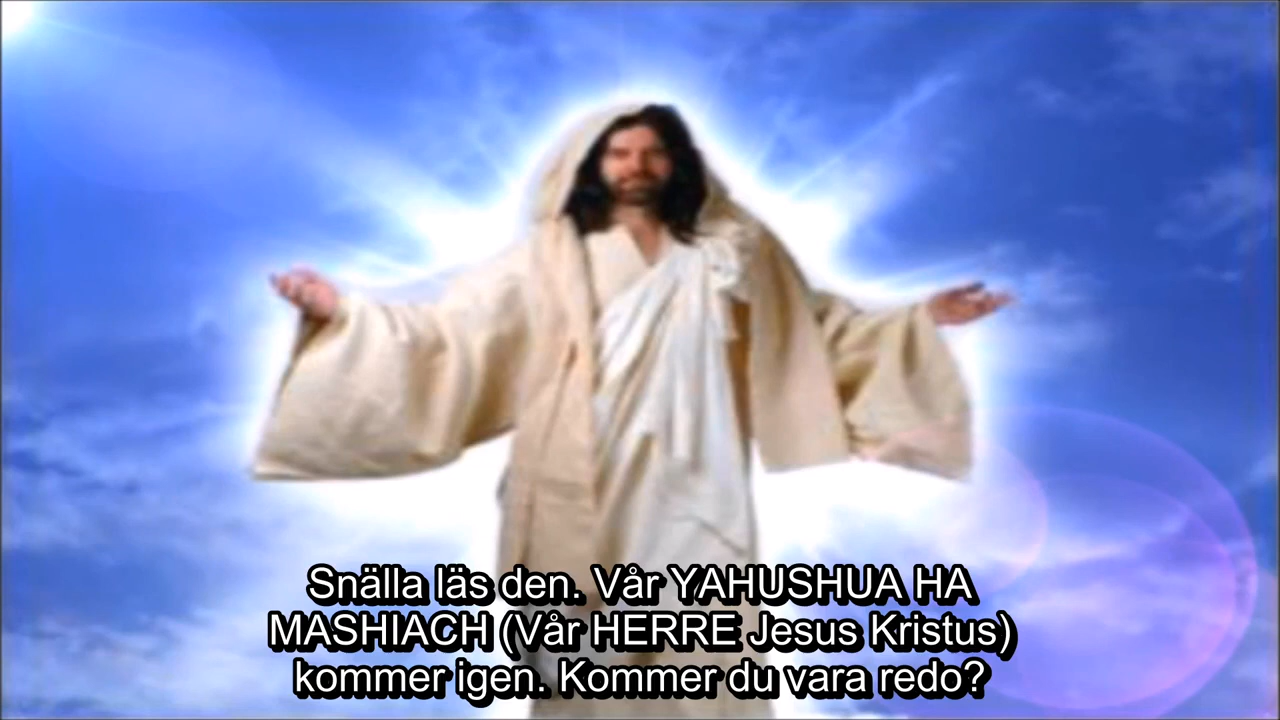 Snälla läs den. Vår YAHUSHUA HA
MASHIACH (Vår HERRE Jesus Kristus)
kommer igen. Kommer du vara redo?